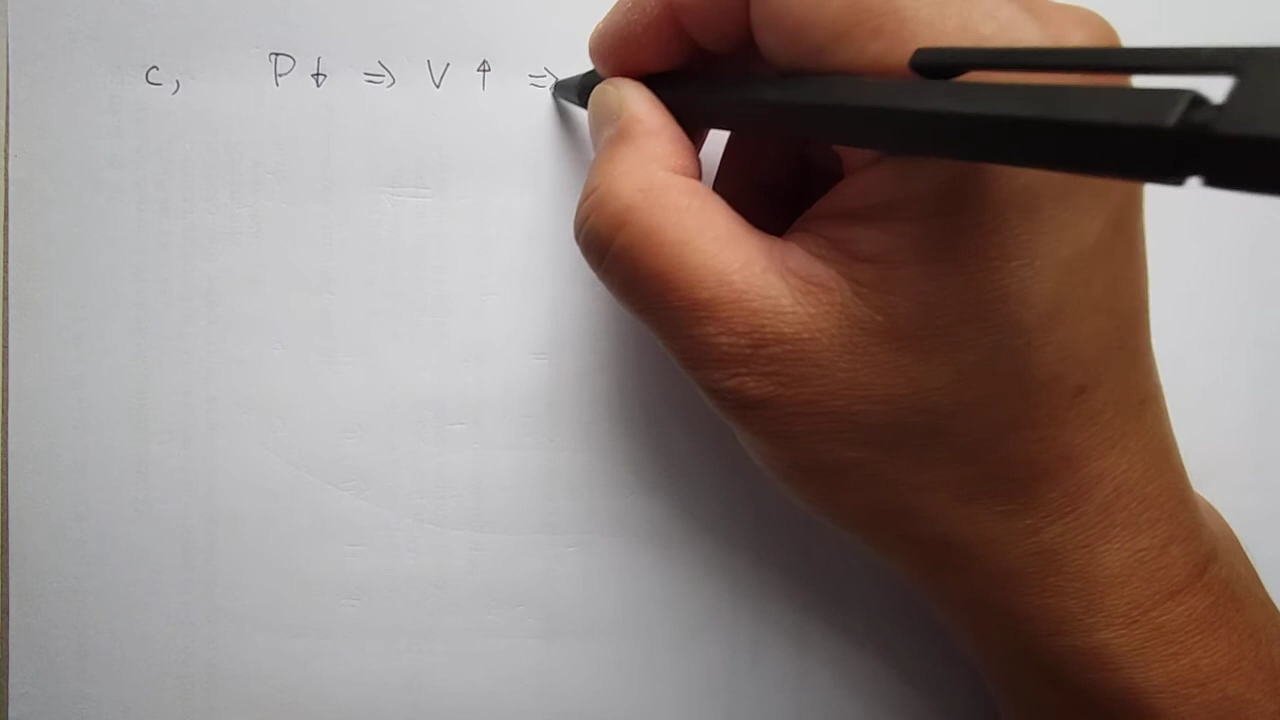 c, P ↓ ⇒ V ↑ ⇒